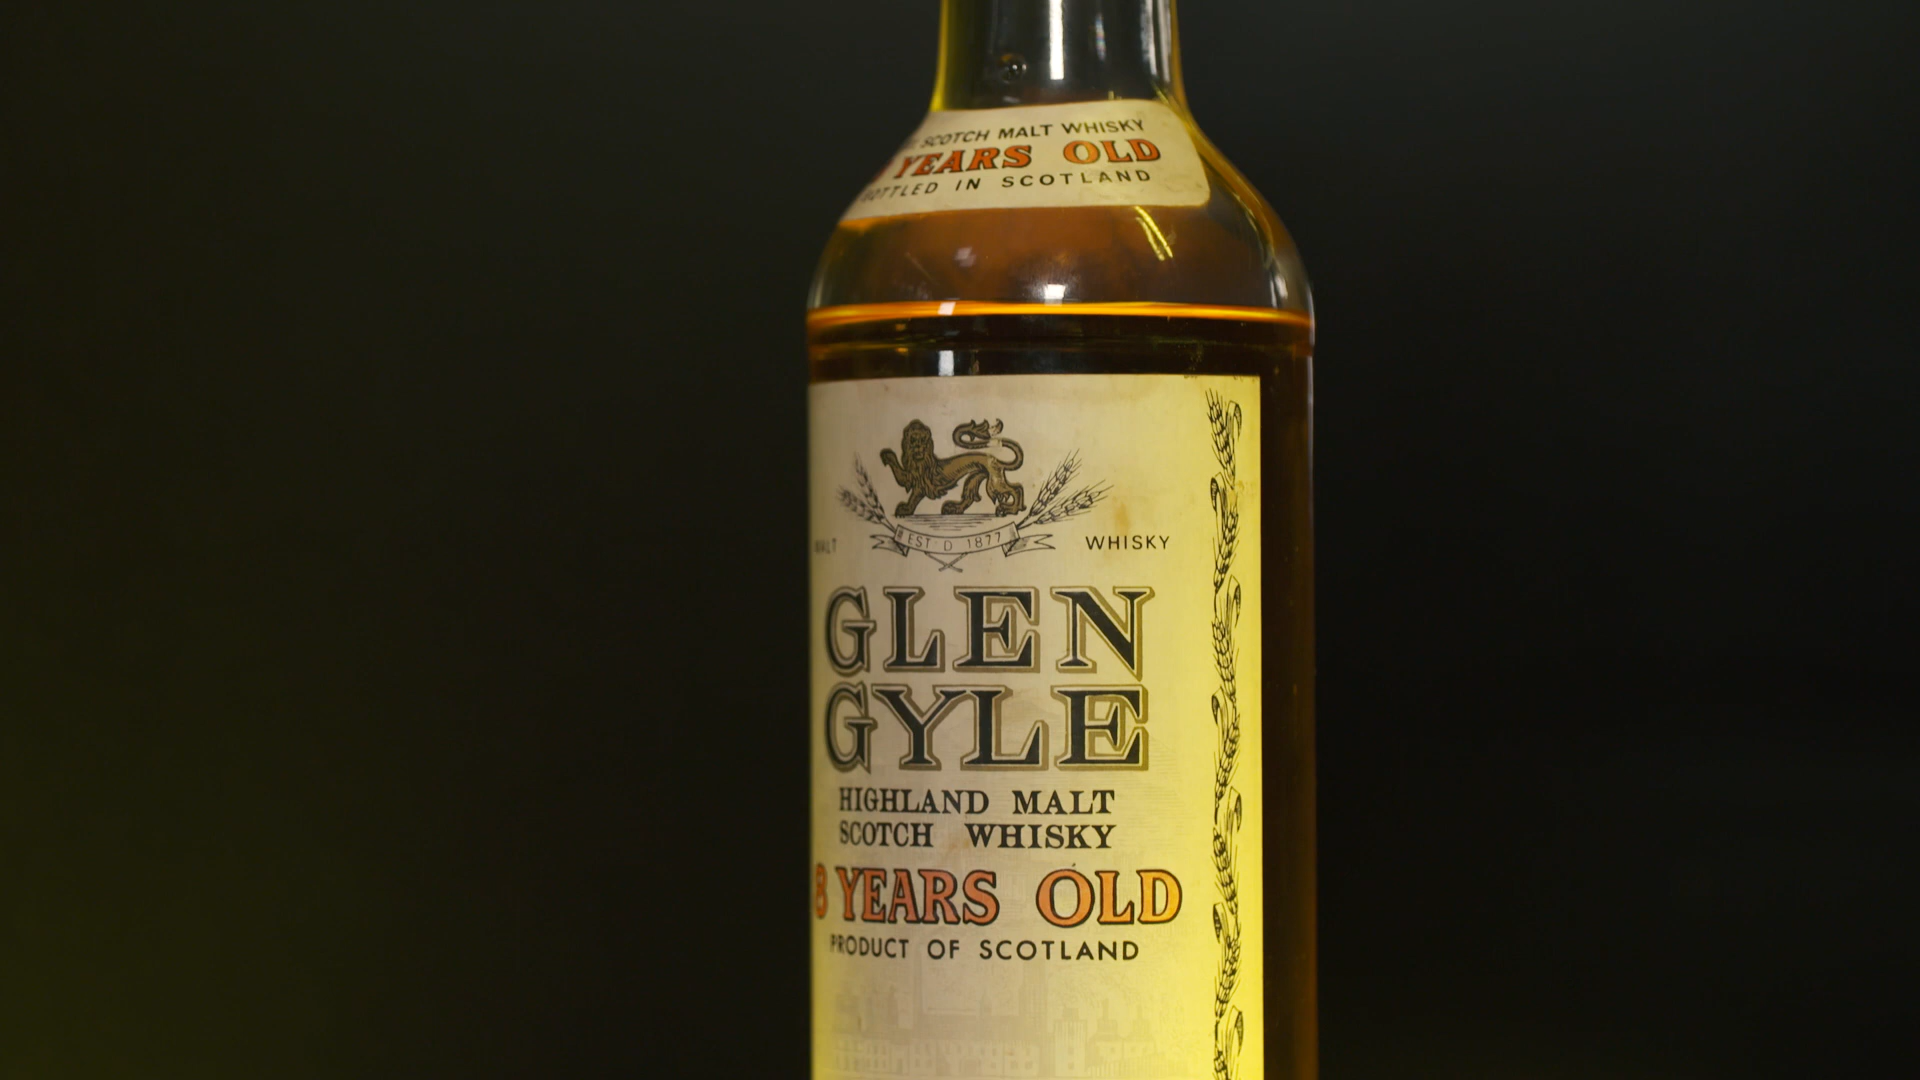 SCOTCH MALT WHISKY
YEARS OLD
BOTTLED IN SCOTLAND
EST D 1877
MALT WHISKY
GLEN
GYLE
HIGHLAND MALT
SCOTCH WHISKY
8 YEARS OLD
PRODUCT OF SCOTLAND